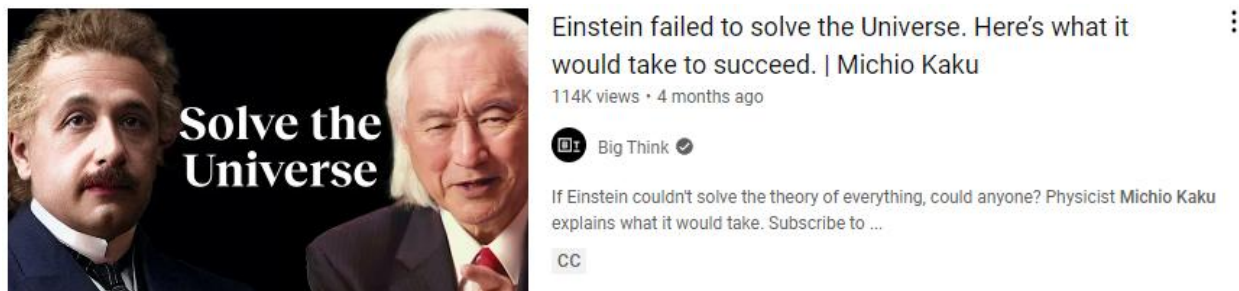 Solve the
Universe
Einstein failed to solve the Universe. Here’s what it
would take to succeed. | Michio Kaku
114K views • 4 months ago
BT
Big Think
If Einstein couldn't solve the theory of everything, could anyone? Physicist Michio Kaku
explains what it would take. Subscribe to ...
CC